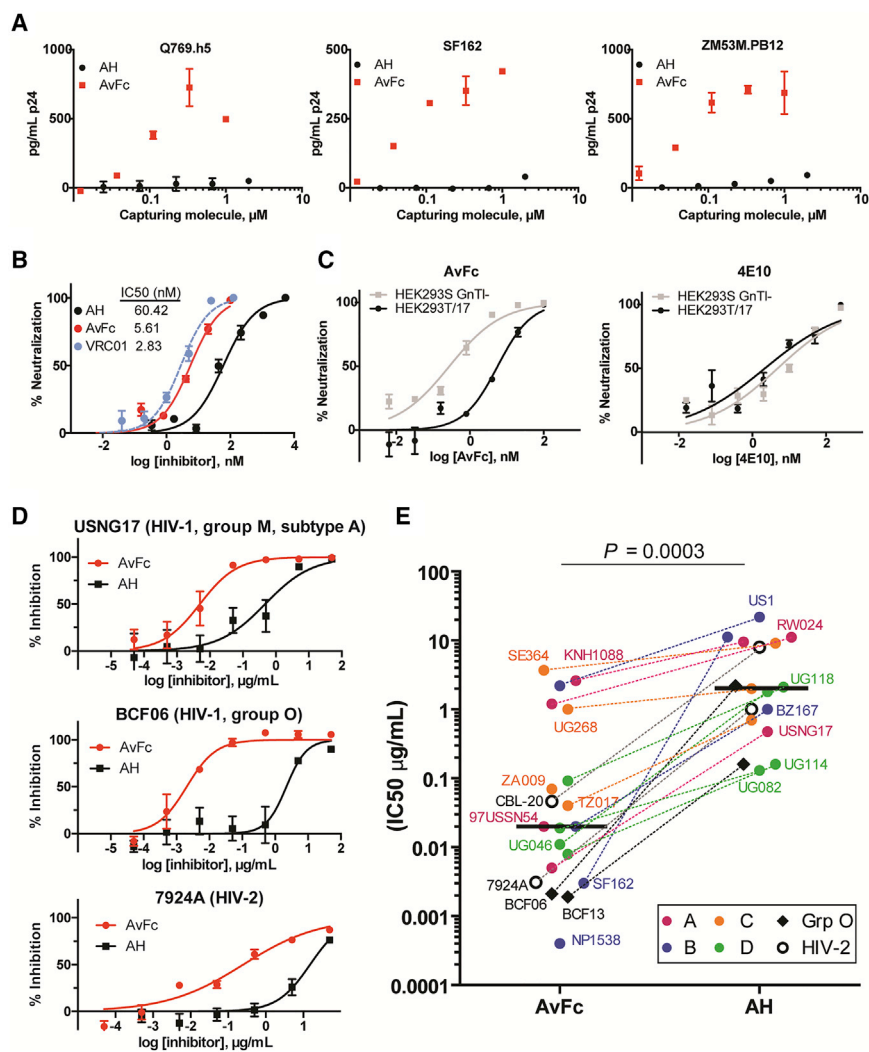 A
Q769.h5
1000
AH
AvFc
500
0
pg/mL p24
0.1
1
10
Capturing molecule, µM
SF162
500
AH
AvFc
250
0
pg/mL p24
0.1
1
10
Capturing molecule, µM
ZM53M.PB12
1000
AH
AvFc
500
0
pg/mL p24
0.1
1
10
Capturing molecule, µM
B
IC50 (nM)
AH 60.42
AvFc 5.61
VRC01 2.83
100
50
0
% Neutralization
-2 0 2 4
log [inhibitor], nM
C
AvFc
HEK293S GnTI-
HEK293T/17
100
50
0
% Neutralization
-2 0 2
log [AvFc], nM
4E10
HEK293S GnTI-
HEK293T/17
100
50
0
% Neutralization
-2 -1 0 1 2
log [4E10], nM
D
USNG17 (HIV-1, group M, subtype A)
AvFc
AH
100
50
0
% Inhibition
-5 -4 -3 -2 -1 0 1 2
log [inhibitor], µg/mL
BCF06 (HIV-1, group O)
AvFc
AH
100
50
0
% Inhibition
-5 -4 -3 -2 -1 0 1 2
log [inhibitor], µg/mL
7924A (HIV-2)
AvFc
AH
100
50
0
% Inhibition
-4 -3 -2 -1 0 1
log [inhibitor], µg/mL
E
P = 0.0003
100
10
1
0.1
0.01
0.001
0.0001
(IC50 µg/mL)
US1
RW024
SE364
KNH1088
UG118
UG268
BZ167
USNG17
ZA009
UG114
CBL-20
TZ017
UG082
97USSN54
UG046
7924A
SF162
BCF06
BCF13
NP1538
A
C
Grp O
B
D
HIV-2
AvFc
AH